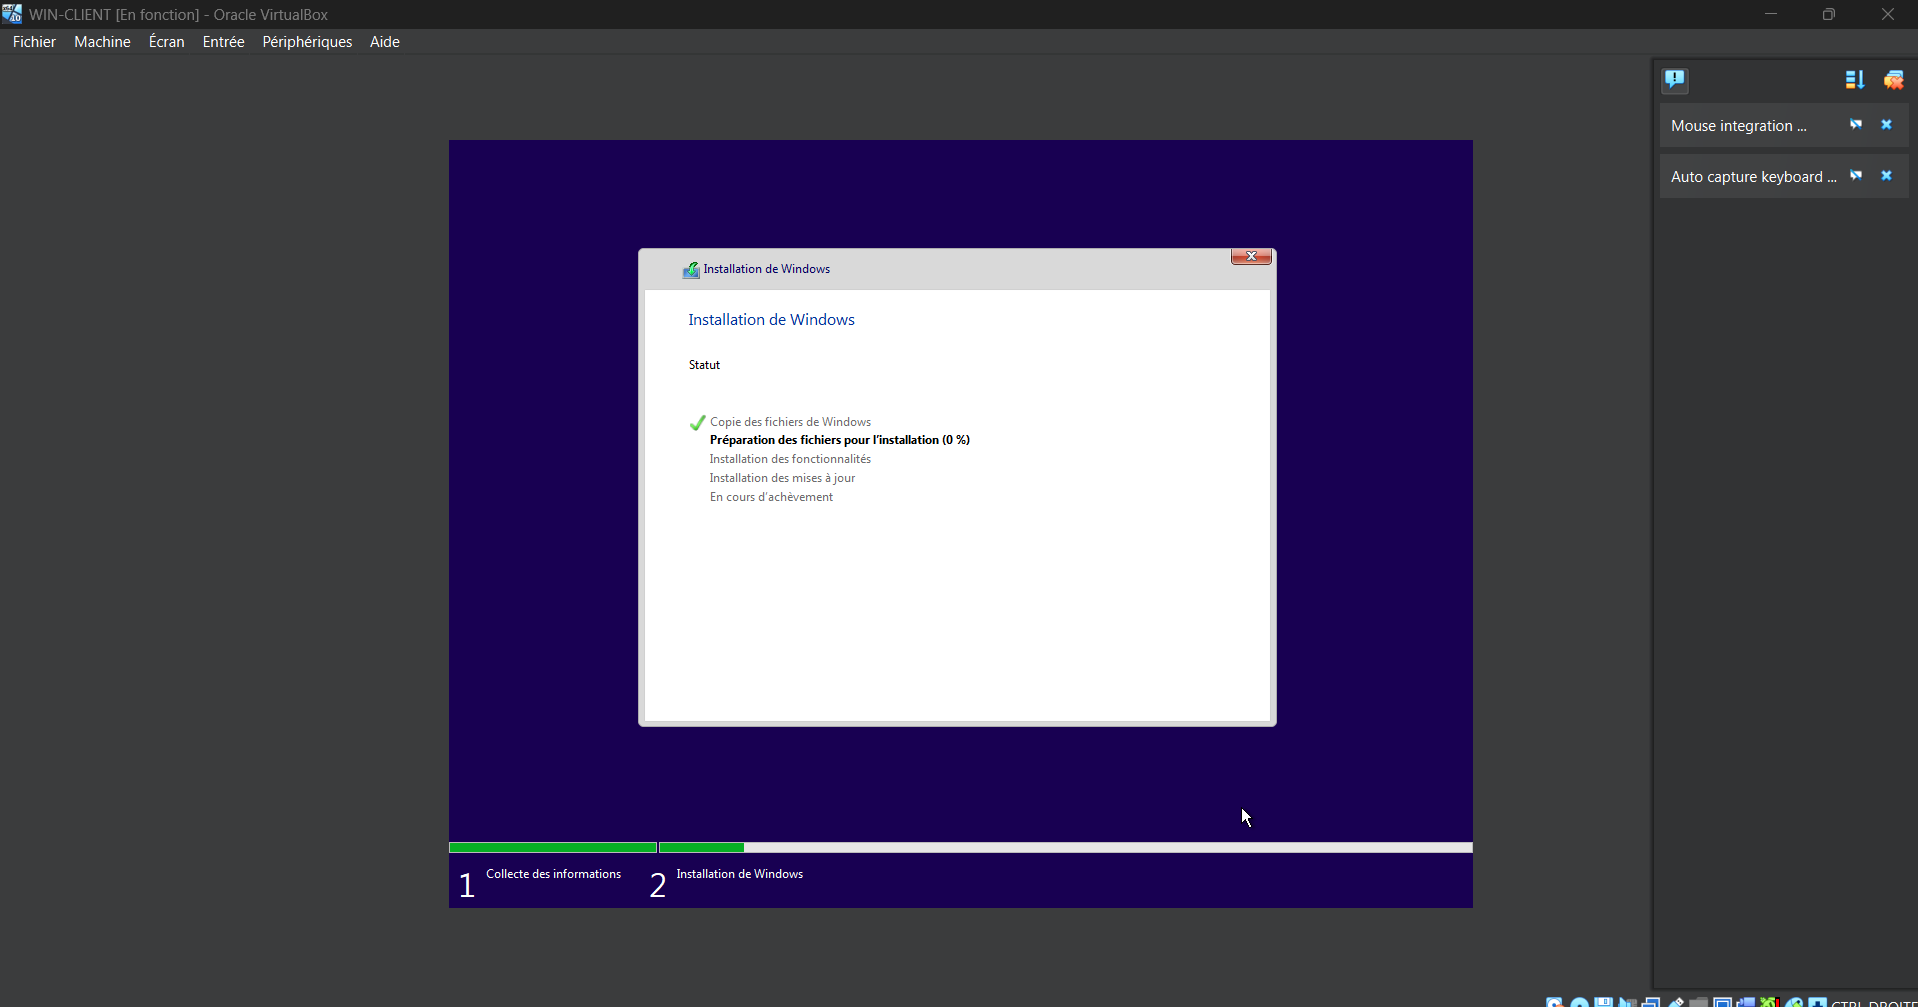 WIN-CLIENT [En fonction] - Oracle VirtualBox
Fichier Machine Écran Entrée Périphériques Aide
Mouse integration ...
Auto capture keyboard ...
Installation de Windows
Installation de Windows
Statut
Copie des fichiers de Windows
Préparation des fichiers pour l'installation (0 %)
Installation des fonctionnalités
Installation des mises à jour
En cours d'achèvement
1 Collecte des informations 2 Installation de Windows
CTRL DROITE